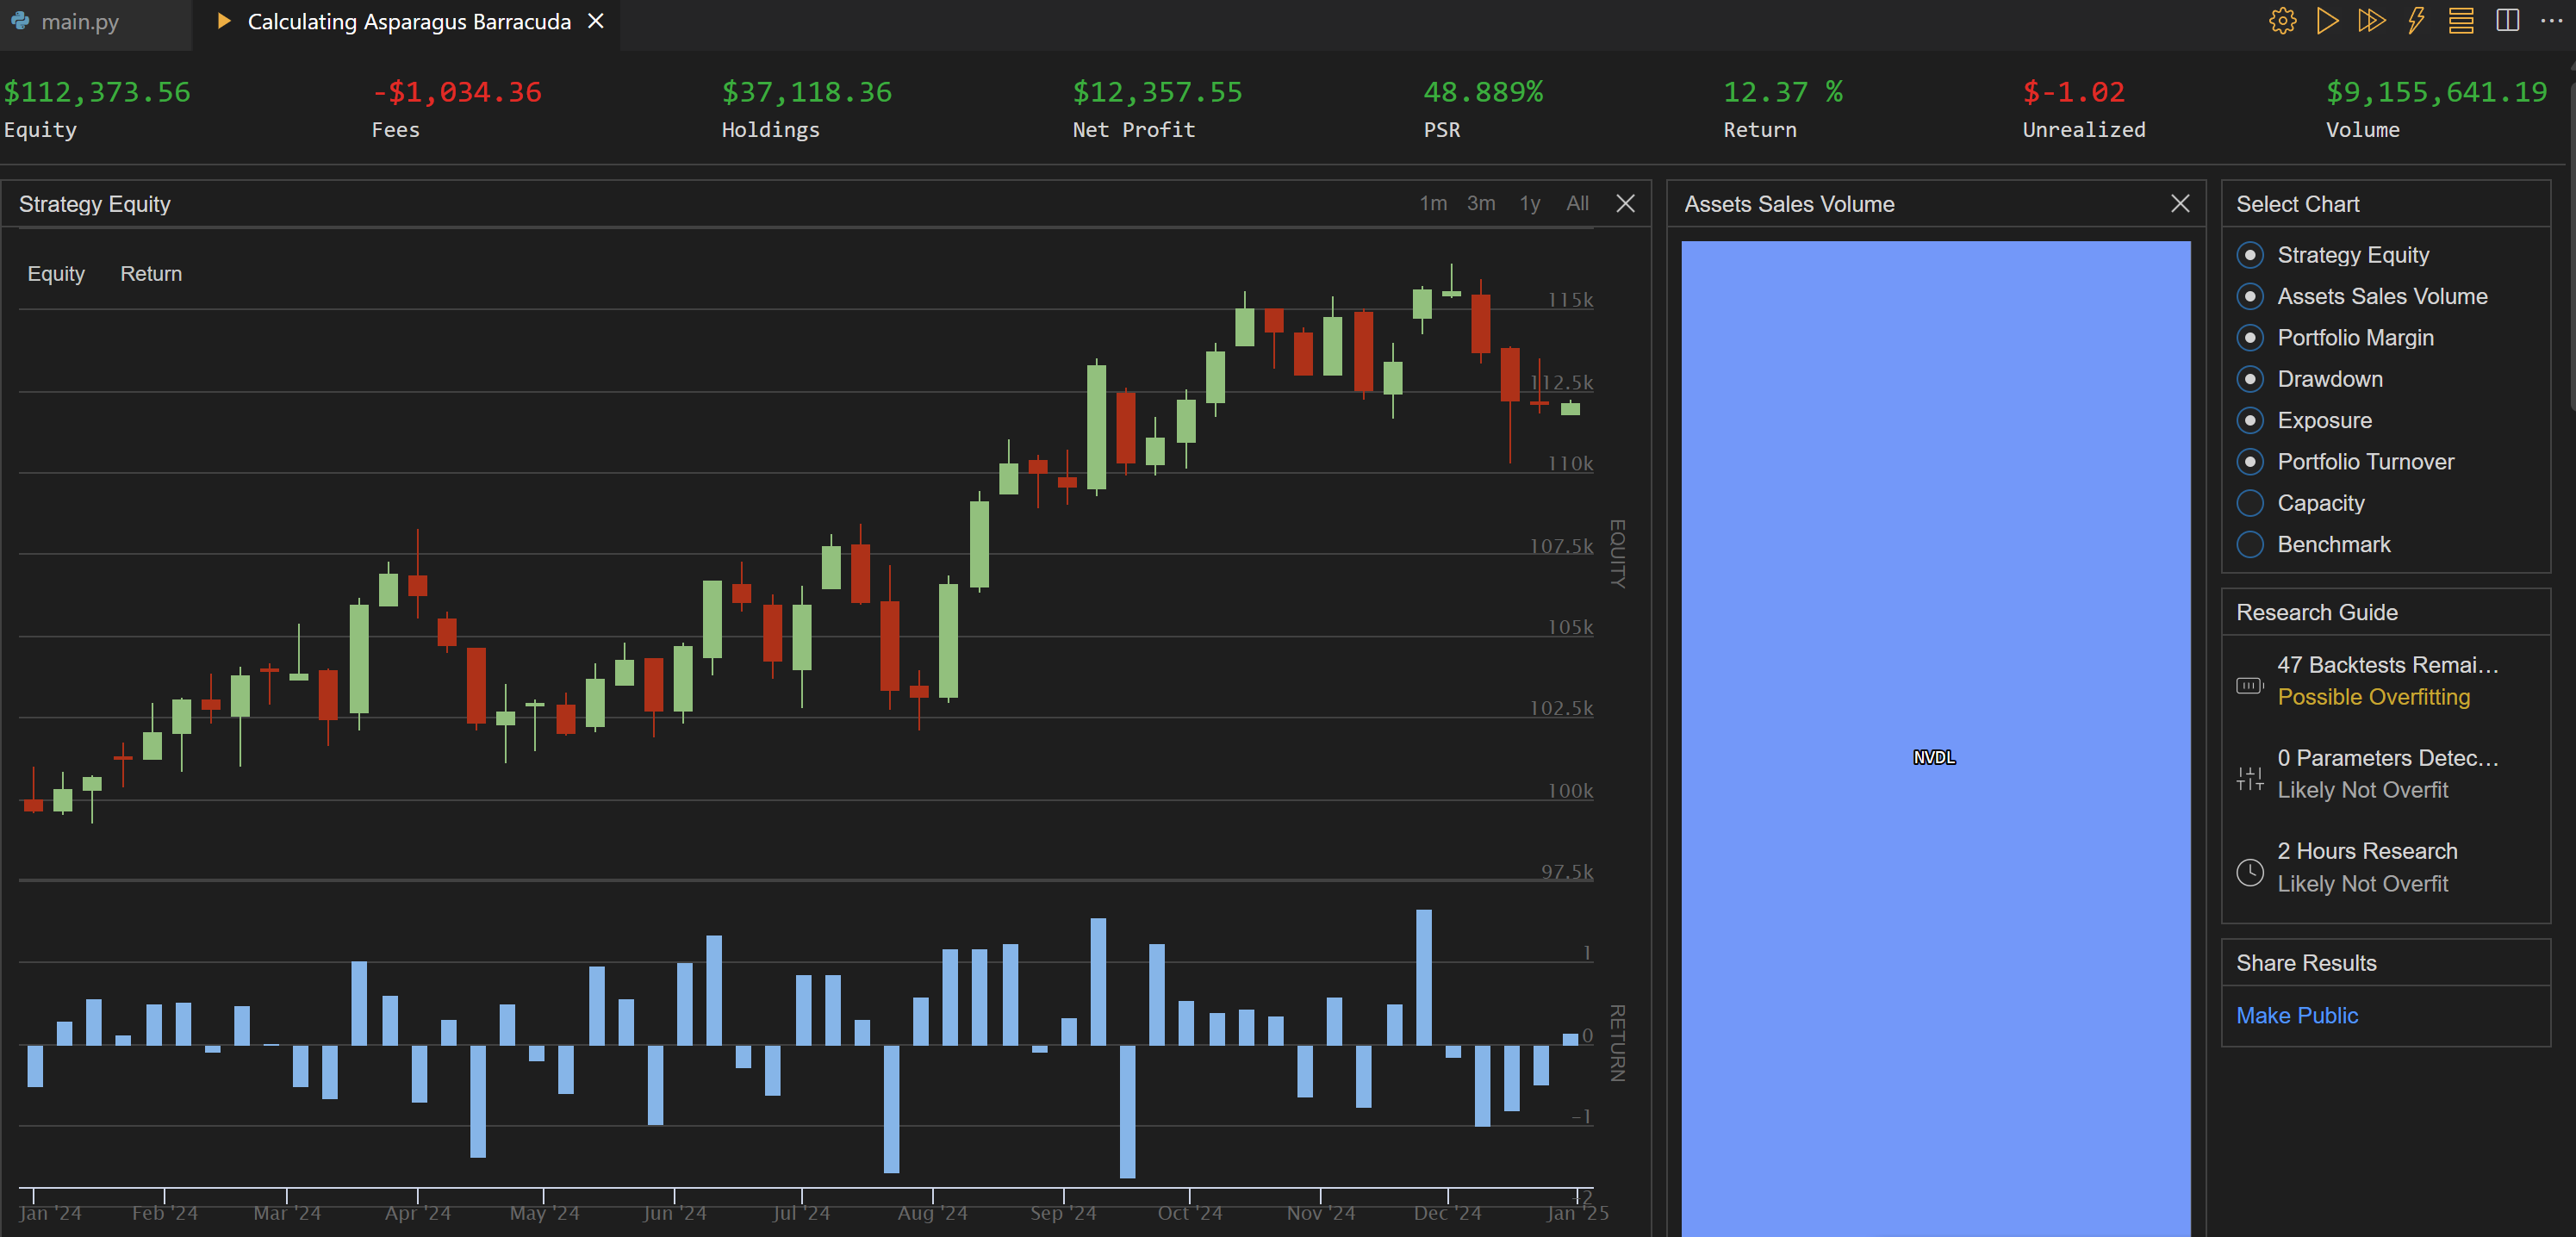 main.py
Calculating Asparagus Barracuda
$112,373.56
Equity
-$1,034.36
Fees
$37,118.36
Holdings
$12,357.55
Net Profit
48.889%
PSR
12.37 %
Return
$-1.02
Unrealized
$9,155,641.19
Volume
Strategy Equity
1m 3m 1y All
Equity Return
115k
112.5k
110k
107.5k
105k
102.5k
100k
97.5k
EQUITY
1
0
-1
-2
RETURN
Jan '24 Feb '24 Mar '24 Apr '24 May '24 Jun '24 Jul '24 Aug '24 Sep '24 Oct '24 Nov '24 Dec '24 Jan '25
Assets Sales Volume
NVDL
Select Chart
Strategy Equity
Assets Sales Volume
Portfolio Margin
Drawdown
Exposure
Portfolio Turnover
Capacity
Benchmark
Research Guide
47 Backtests Remai...
Possible Overfitting
0 Parameters Detec...
Likely Not Overfit
2 Hours Research
Likely Not Overfit
Share Results
Make Public